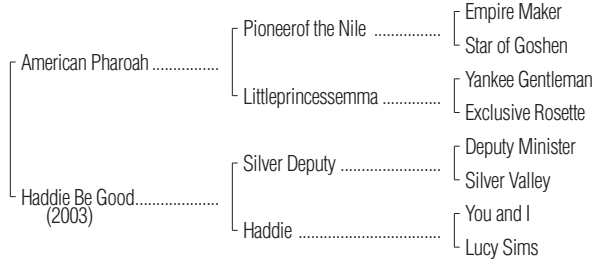 Empire Maker
Pioneerof the Nile ................
Star of Goshen
American Pharoah ................
Yankee Gentleman
Littleprincessemma ..............
Exclusive Rosette
Deputy Minister
Silver Deputy ........................
Silver Valley
Haddie Be Good....................
(2003)
You and I
Haddie ..................................
Lucy Sims